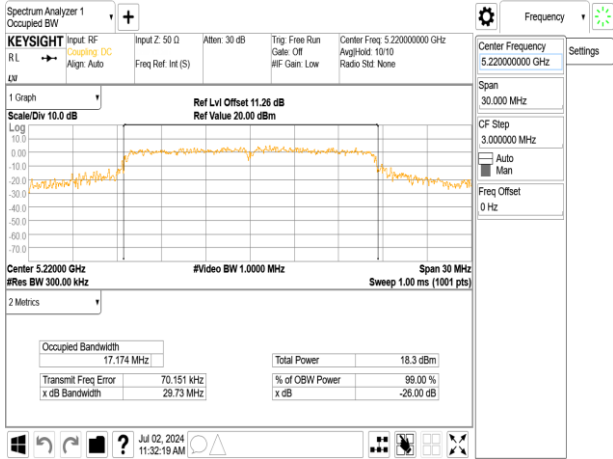 Spectrum Analyzer 1
Occupied BW
Frequency
KEYSIGHT
RL
LXI
Input: RF
Coupling: DC
Align: Auto
Input Z: 50 Ω
Freq Ref: Int (S)
Atten: 30 dB
Trig: Free Run
Gate: Off
#IF Gain: Low
Center Freq: 5.220000000 GHz
Avg|Hold: 10/10
Radio Std: None
Center Frequency
5.220000000 GHz
Settings
Span
30.000 MHz
CF Step
3.000000 MHz
Auto
Man
Freq Offset
0 Hz
1 Graph
Scale/Div 10.0 dB
Ref Lvl Offset 11.26 dB
Ref Value 20.00 dBm
Log
10.0
0.00
-10.0
-20.0
-30.0
-40.0
-50.0
-60.0
-70.0
Center 5.22000 GHz
#Video BW 1.0000 MHz
Span 30 MHz
#Res BW 300.00 kHz
Sweep 1.00 ms (1001 pts)
2 Metrics
Occupied Bandwidth
17.174 MHz
Total Power 18.3 dBm
Transmit Freq Error 70.151 kHz
% of OBW Power 99.00 %
x dB Bandwidth 29.73 MHz
x dB -26.00 dB
?
Jul 02, 2024
11:32:19 AM